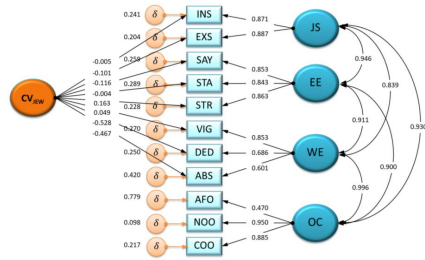 0.241 δ INS 0.871 JS
0.204 δ EXS 0.887
-0.005
-0.101
-0.116
-0.004
0.163
0.049
-0.528
-0.467
CV JEW
0.259 δ SAY 0.853
0.289 δ STA 0.843 EE
0.228 δ STR 0.863
0.270 δ VIG 0.853
0.250 δ DED 0.686 WE
0.420 δ ABS 0.601
0.779 δ AFO 0.470
0.098 δ NOO 0.950 OC
0.217 δ COO 0.885
0.946
0.839
0.930
0.911
0.900
0.996